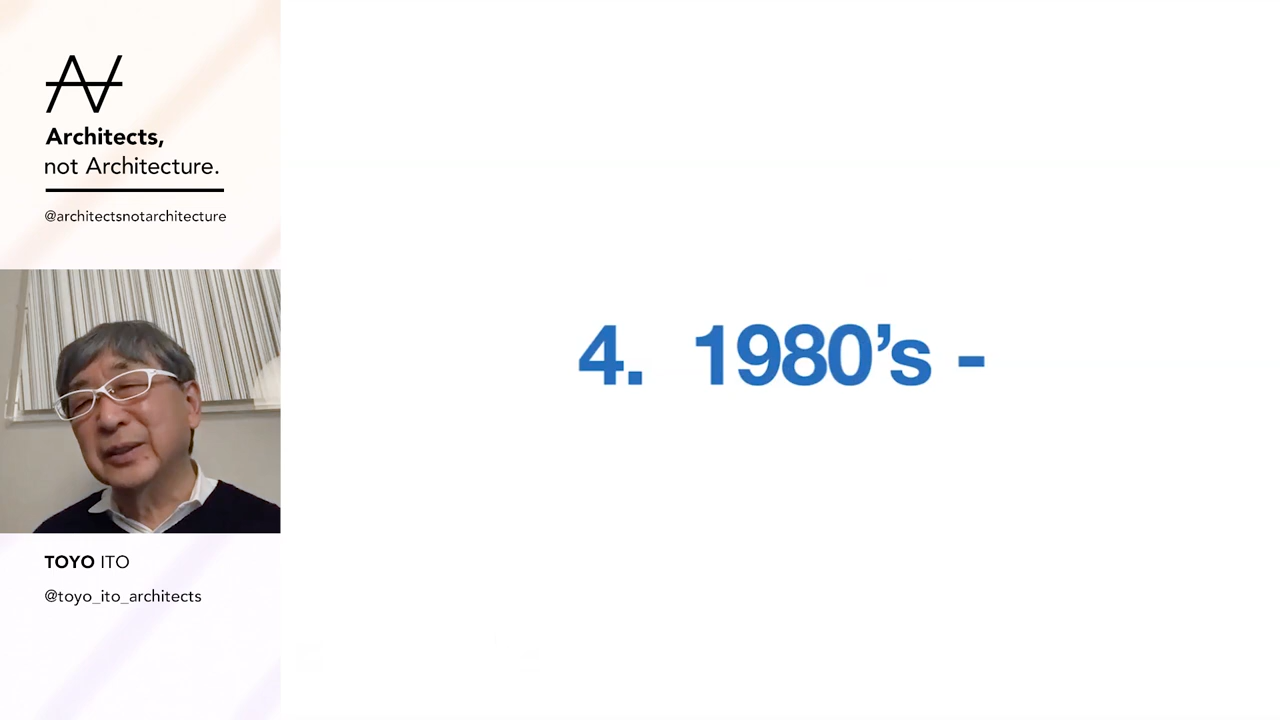 Architects,
not Architecture.
@architectsnotarchitecture
TOYO ITO
@toyo_ito_architects
4. 1980’s -